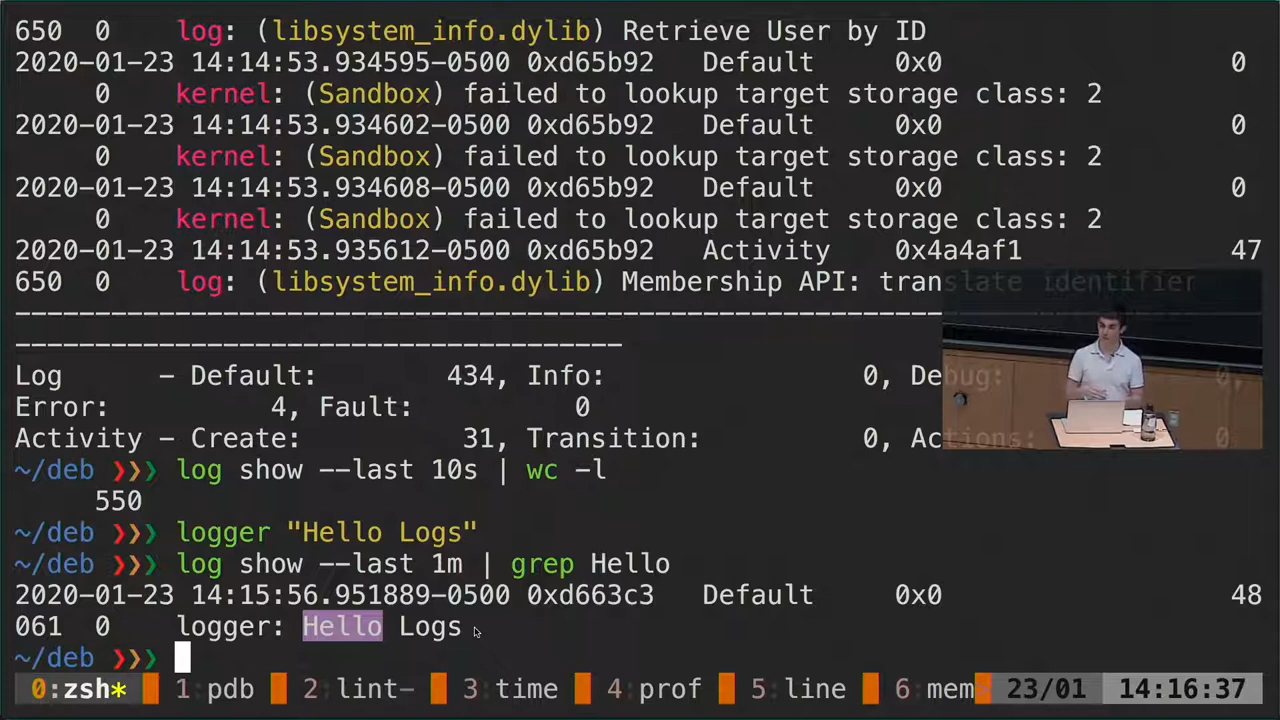 650  0    log: (libsystem_info.dylib) Retrieve User by ID
2020-01-23 14:14:53.934595-0500 0xd65b92   Default     0x0                  0
     0    kernel: (Sandbox) failed to lookup target storage class: 2
2020-01-23 14:14:53.934602-0500 0xd65b92   Default     0x0                  0
     0    kernel: (Sandbox) failed to lookup target storage class: 2
2020-01-23 14:14:53.934608-0500 0xd65b92   Default     0x0                  0
     0    kernel: (Sandbox) failed to lookup target storage class: 2
2020-01-23 14:14:53.935612-0500 0xd65b92   Activity    0x4a4af1             47
650  0    log: (libsystem_info.dylib) Membership API: translate identifier
--------------------------------------------------------------------
--------------------------------------
Log      - Default:        434, Info:                0, Debug:             0,
Error:          4, Fault:          0
Activity - Create:          31, Transition:          0, Actions:           0
~/deb ❯❯❯ log show --last 10s | wc -l
     550
~/deb ❯❯❯ logger "Hello Logs"
~/deb ❯❯❯ log show --last 1m | grep Hello
2020-01-23 14:15:56.951889-0500 0xd663c3   Default     0x0                  48
061  0    logger: Hello Logs
~/deb ❯❯❯
0:zsh* 1:pdb 2:lint- 3:time 4:prof 5:line 6:mem 23/01 14:16:37